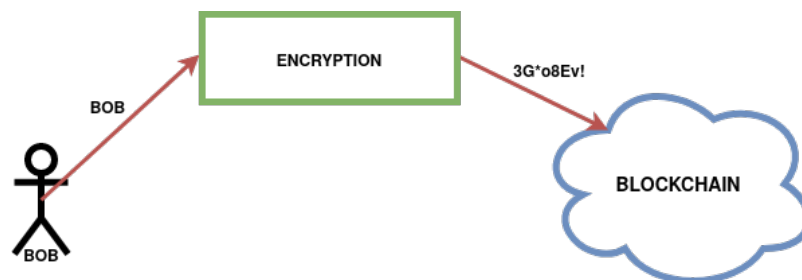 ENCRYPTION
3G*o8Ev!
BOB
BLOCKCHAIN
BOB